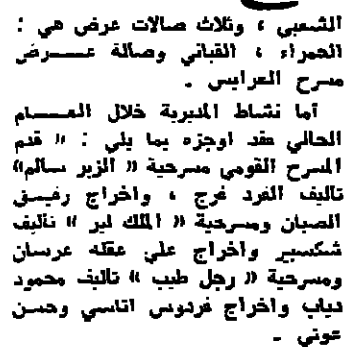 الشعبي ، وثلاث صالات عرض هي :
الحمراء ، القباني وصالة عـــرض
مسرح العرايس .
أما نشاط المديرية خلال العـــام
الحالي فقد اوجزه بما يلي : « قدم
المسرح القومي مسرحية « الزير سالم»
تأليف الفرد فرج ، واخراج رفيـق
الصبان ومسرحية « الملك لير » تأليف
شكسبير واخراج علي عقله عرسان
ومسرحية « رجل طيب » تأليف محمود
دياب واخراج فردوس اتاسي وحسن
عوني .